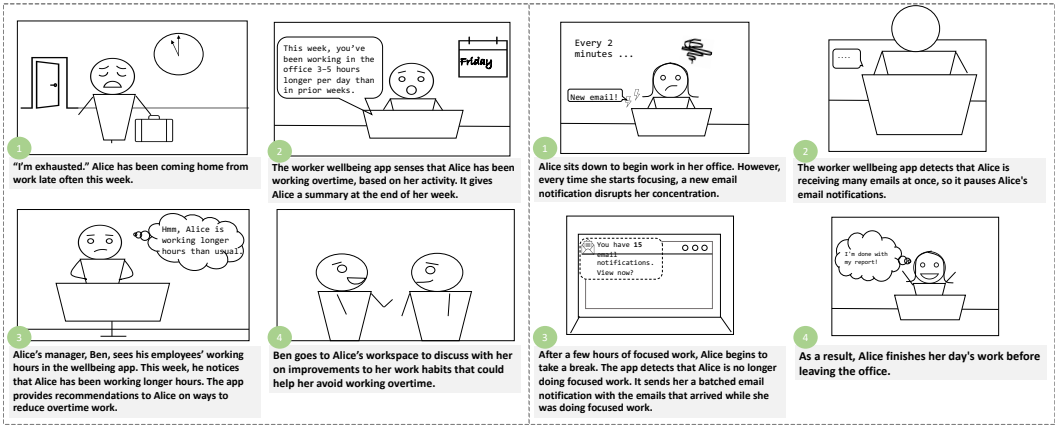 1
"I'm exhausted." Alice has been coming home from
work late often this week.
This week, you've
been working in the
office 3-5 hours
longer per day than
in prior weeks.
Friday
2
The worker wellbeing app senses that Alice has been
working overtime, based on her activity. It gives
Alice a summary at the end of her week.
Hmm, Alice is
working longer
hours than usual.
3
Alice's manager, Ben, sees his employees' working
hours in the wellbeing app. This week, he notices
that Alice has been working longer hours. The app
provides recommendations to Alice on ways to
reduce overtime work.
4
Ben goes to Alice's workspace to discuss with her
on improvements to her work habits that could
help her avoid working overtime.
Every 2
minutes ...
New email!
1
Alice sits down to begin work in her office. However,
every time she starts focusing, a new email
notification disrupts her concentration.
....
2
The worker wellbeing app detects that Alice is
receiving many emails at once, so it pauses Alice's
email notifications.
You have 15
email
notifications.
View now?
3
After a few hours of focused work, Alice begins to
take a break. The app detects that Alice is no longer
doing focused work. It sends her a batched email
notification with the emails that arrived while she
was doing focused work.
I'm done with
my report!
4
As a result, Alice finishes her day's work before
leaving the office.